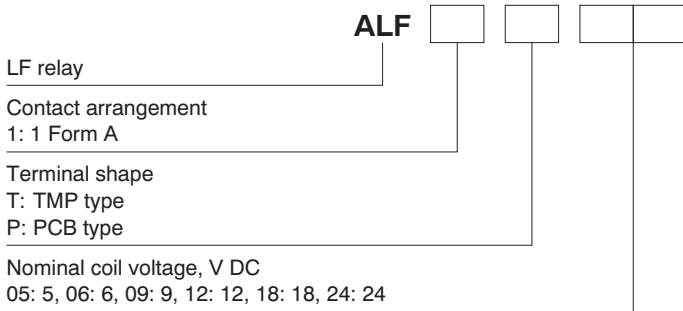 ALF
LF relay
Contact arrangement
1: 1 Form A
Terminal shape
T: TMP type
P: PCB type
Nominal coil voltage, V DC
05: 5, 06: 6, 09: 9, 12: 12, 18: 18, 24: 24